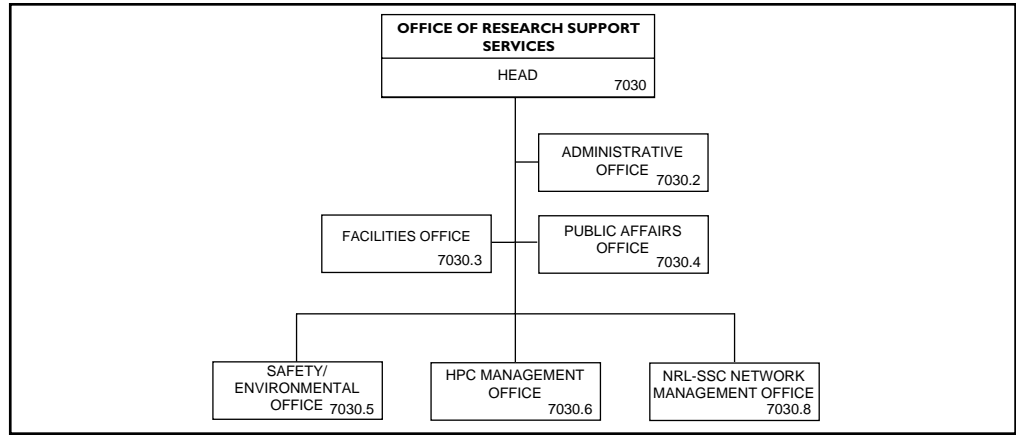 OFFICE OF RESEARCH SUPPORT
SERVICES
HEAD
7030
ADMINISTRATIVE
OFFICE 7030.2
FACILITIES OFFICE
7030.3
PUBLIC AFFAIRS
OFFICE
7030.4
SAFETY/
ENVIRONMENTAL
OFFICE 7030.5
HPC MANAGEMENT
OFFICE
7030.6
NRL-SSC NETWORK
MANAGEMENT OFFICE
7030.8